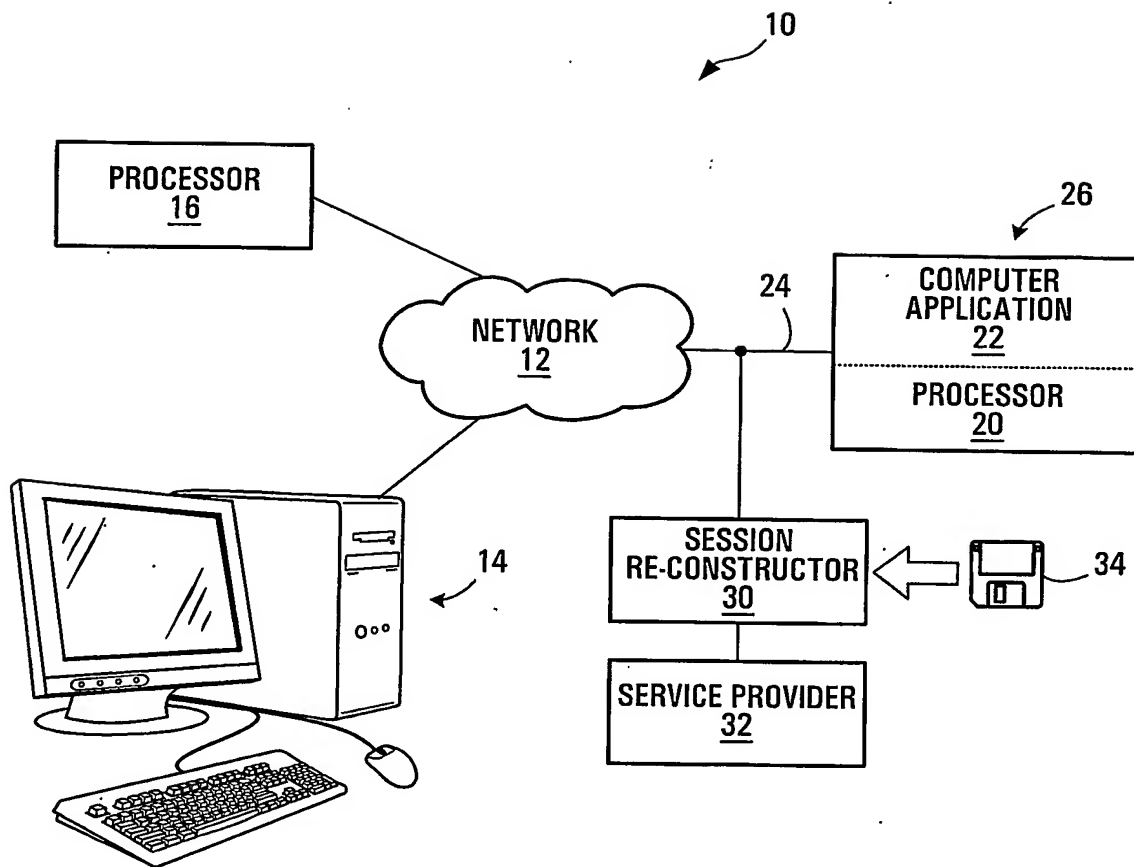 10
PROCESSOR
16
26
COMPUTER
APPLICATION
22
24
NETWORK
12
PROCESSOR
20
SESSION
RE-CONSTRUCTOR
30
34
14
SERVICE PROVIDER
32